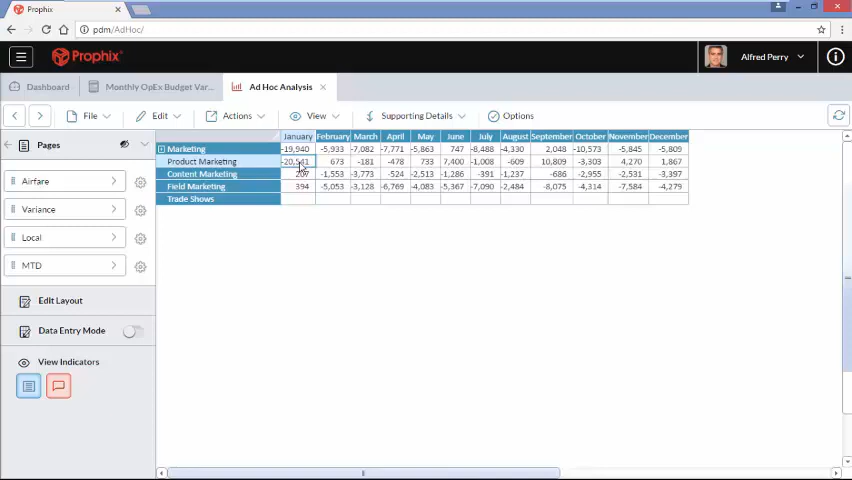 Prophix
pdm/AdHoc/
Prophix
Alfred Perry
Dashboard Monthly OpEx Budget Var... Ad Hoc Analysis
File Edit Actions View Supporting Details Options
Pages
Airfare
Variance
Local
MTD
Edit Layout
Data Entry Mode
View Indicators
January February March April May June July August September October November December
Marketing -19,940 -5,933 -7,082 -7,771 -5,863 747 -8,488 -4,330 2,048 -10,573 -5,845 -5,809
Product Marketing -20,541 673 -181 -478 733 7,400 -1,008 -609 10,809 -3,303 4,270 1,867
Content Marketing 207 -1,553 -3,773 -524 -2,513 -1,286 -391 -1,237 -686 -2,955 -2,531 -3,397
Field Marketing 394 -5,053 -3,128 -6,769 -4,083 -5,367 -7,090 -2,484 -8,075 -4,314 -7,584 -4,279
Trade Shows